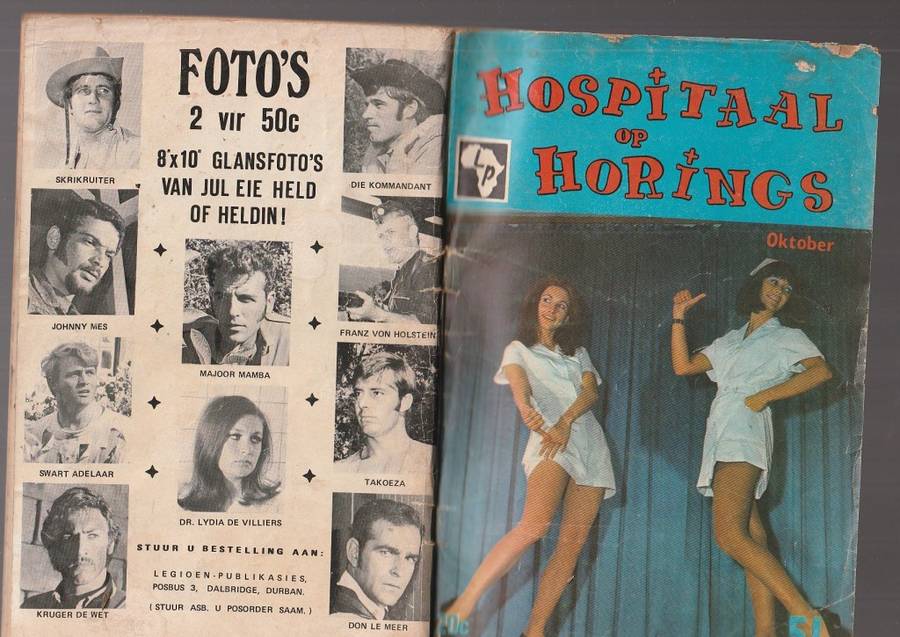 FOTO'S
2 vir 50c
8"x10" GLANSFOTO'S
VAN JUL EIE HELD
OF HELDIN!
SKRIKRUITER
DIE KOMMANDANT
JOHNNY MES
FRANZ VON HOLSTEIN
MAJOOR MAMBA
SWART ADELAAR
TAKOEZA
DR. LYDIA DE VILLIERS
KRUGER DE WET
DON LE MEER
STUUR U BESTELLING AAN:
LEGIOEN-PUBLIKASIES,
POSBUS 3, DALBRIDGE, DURBAN.
(STUUR ASB. U POSORDER SAAM.)
HOSPITAAL
OP
HORINGS
LP
Oktober